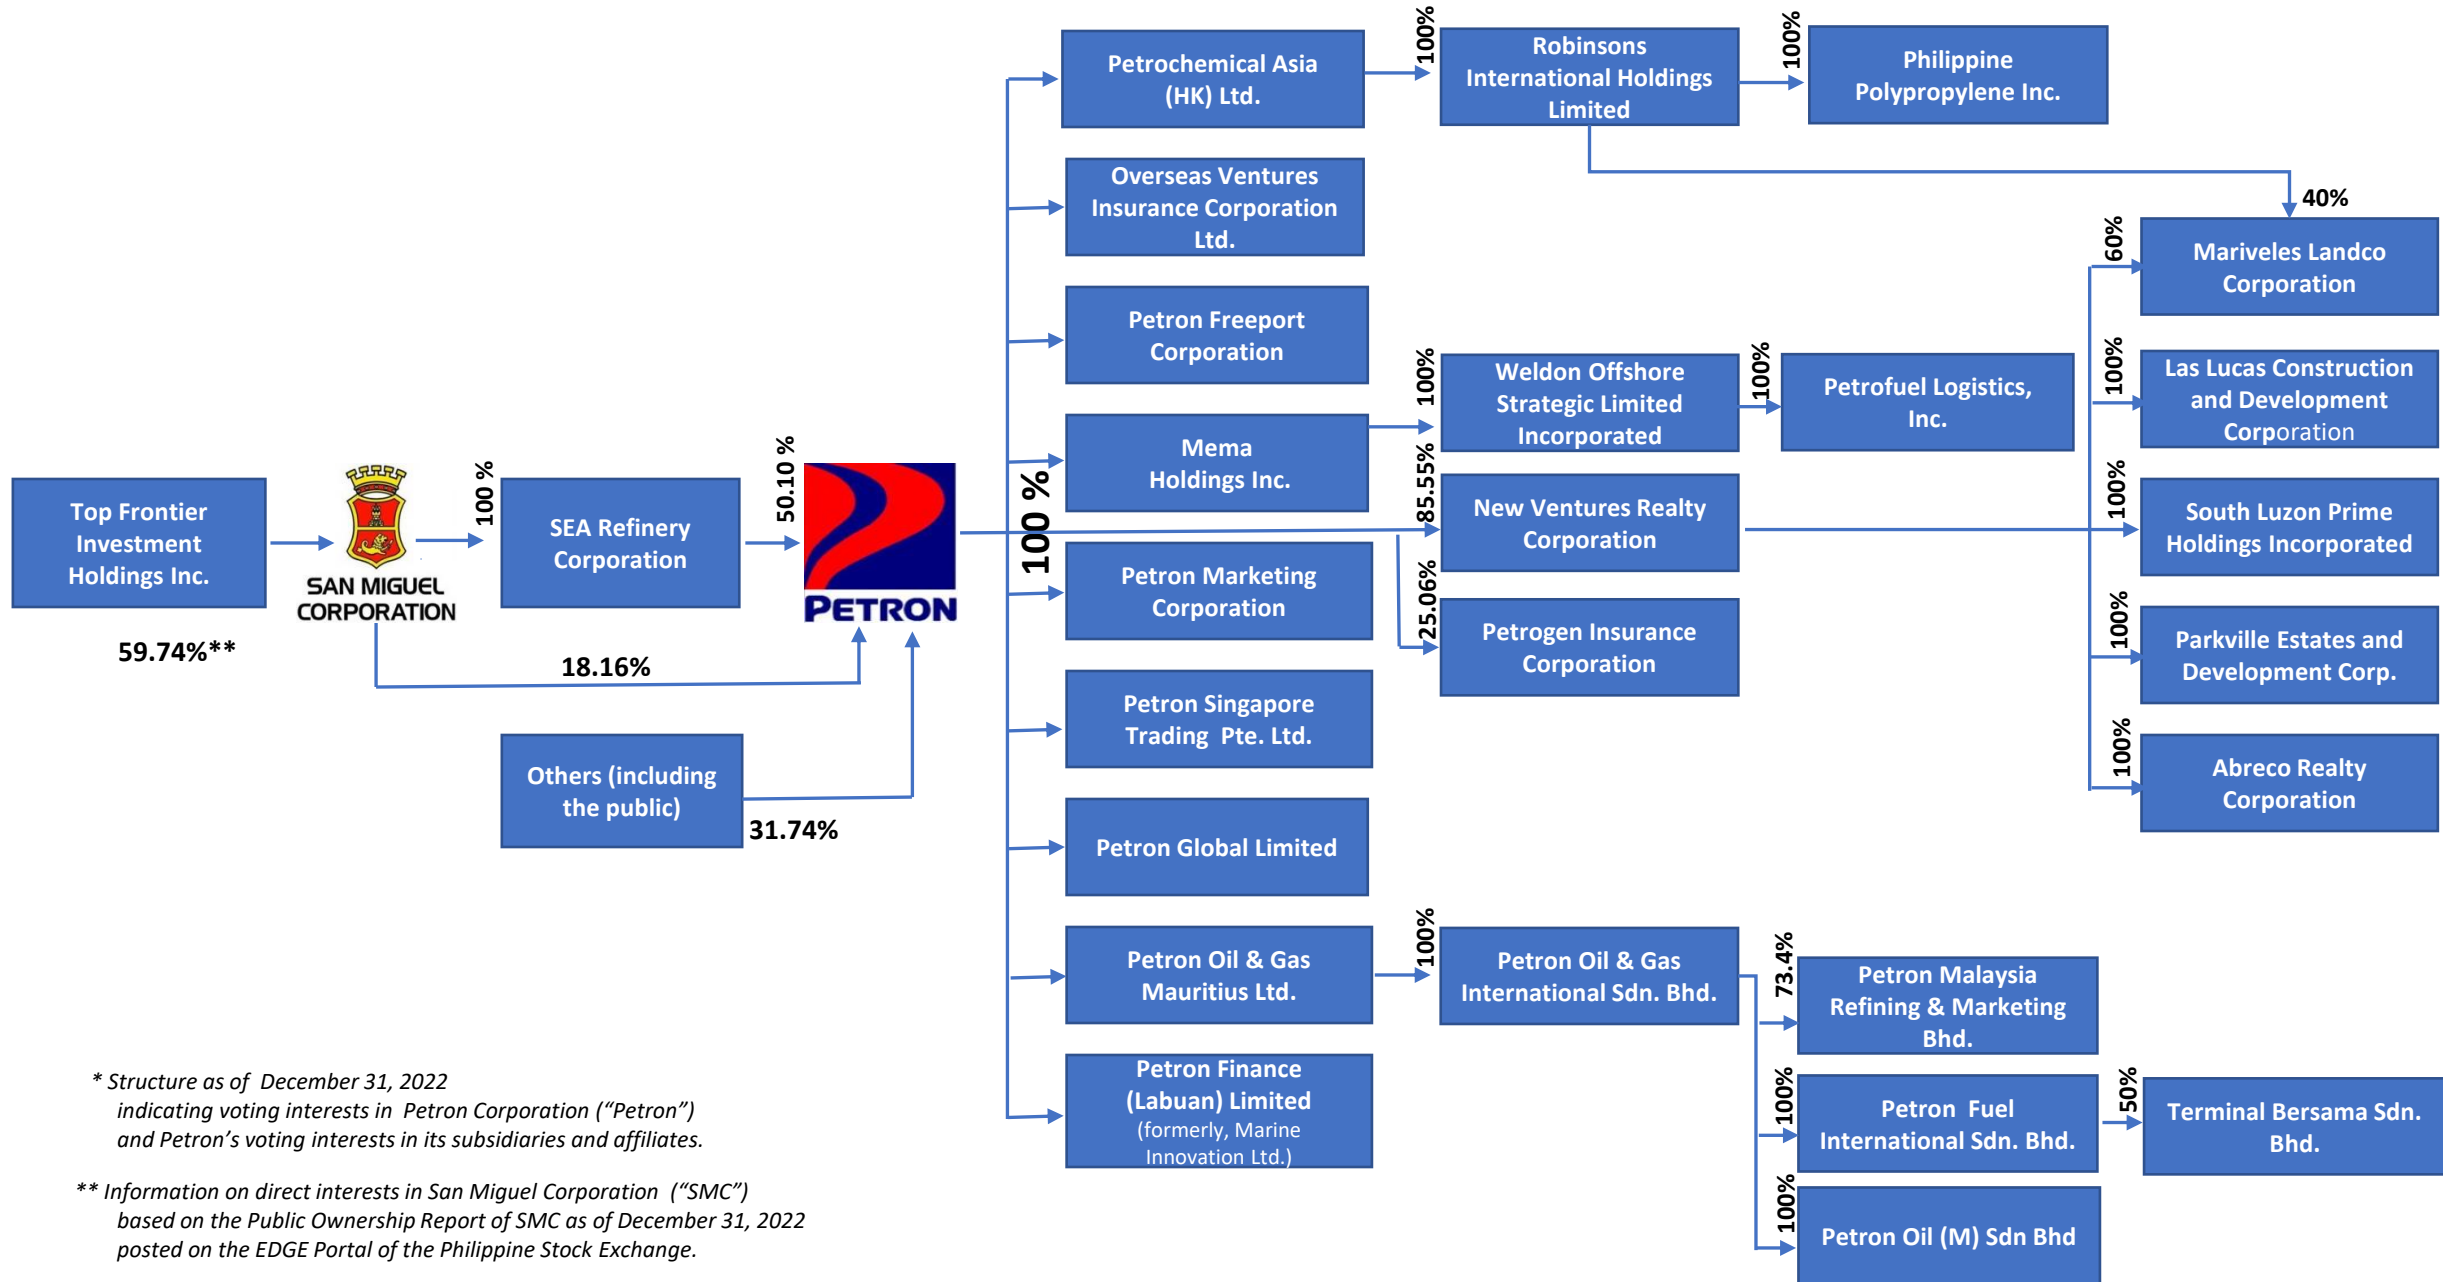 Top Frontier
Investment
Holdings Inc.
59.74%**
SAN MIGUEL
CORPORATION
100 %
SEA Refinery
Corporation
50.10 %
PETRON
18.16%
Others (including
the public)
31.74%
100 %
Petrochemical Asia
(HK) Ltd.
100%
Robinsons
International Holdings
Limited
100%
Philippine
Polypropylene Inc.
40%
Overseas Ventures
Insurance Corporation
Ltd.
Petron Freeport
Corporation
Mema
Holdings Inc.
100%
Weldon Offshore
Strategic Limited
Incorporated
100%
Petrofuel Logistics,
Inc.
85.55%
New Ventures Realty
Corporation
25.06%
Petrogen Insurance
Corporation
60%
Mariveles Landco
Corporation
100%
Las Lucas Construction
and Development
Corporation
100%
South Luzon Prime
Holdings Incorporated
100%
Parkville Estates and
Development Corp.
100%
Abreco Realty
Corporation
Petron Marketing
Corporation
Petron Singapore
Trading Pte. Ltd.
Petron Global Limited
Petron Oil & Gas
Mauritius Ltd.
100%
Petron Oil & Gas
International Sdn. Bhd.
73.4%
Petron Malaysia
Refining & Marketing
Bhd.
100%
Petron Fuel
International Sdn. Bhd.
50%
Terminal Bersama Sdn.
Bhd.
100%
Petron Oil (M) Sdn Bhd
Petron Finance
(Labuan) Limited
(formerly, Marine
Innovation Ltd.)
* Structure as of December 31, 2022
indicating voting interests in Petron Corporation (“Petron”)
and Petron’s voting interests in its subsidiaries and affiliates.
** Information on direct interests in San Miguel Corporation (“SMC”)
based on the Public Ownership Report of SMC as of December 31, 2022
posted on the EDGE Portal of the Philippine Stock Exchange.